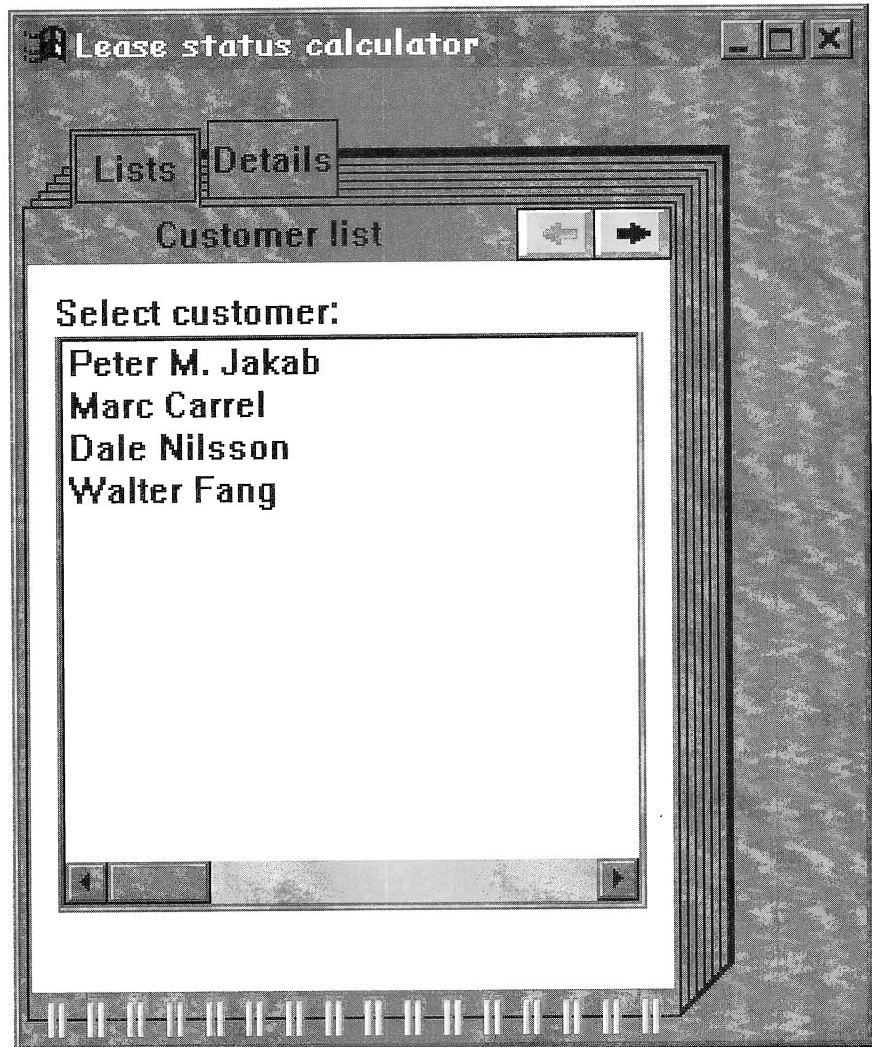 Lease status calculator
Lists
Details
Customer list
Select customer:
Peter M. Jakab
Marc Carrel
Dale Nilsson
Walter Fang